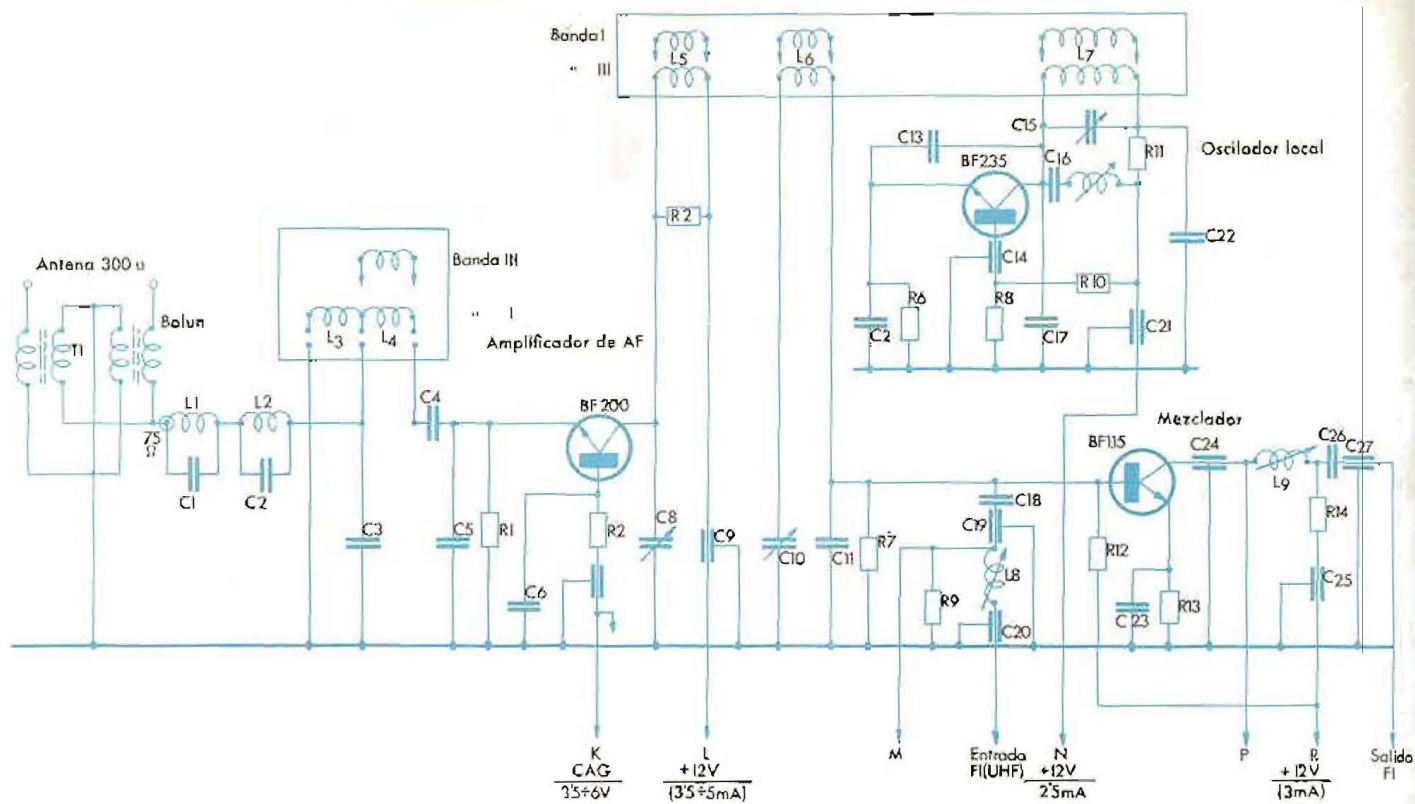 Banda I
" III
L5
L6
L7
C13
C15
BF235
C16
R11
Oscilador local
R2
C22
C14
Antena 300 u
Banda III
" I
R6
R8
R10
T1
Balun
L3
L4
Amplificador de AF
C2
C17
C21
L1
L2
C4
BF200
Mezclador
75 Ω
BF115
C24
C26
C27
C1
C2
L9
C18
C3
C5
R1
R2
C8
C9
C10
C11
R7
C19
R12
R14
L8
C6
R9
C25
C20
C23
R13
K
CAG
3'5÷6V
L
+12V
(3'5÷5mA)
M
Entrada
FI(UHF)
N
+12V
2'5mA
P
R
+12V
(3mA)
Salida
FI